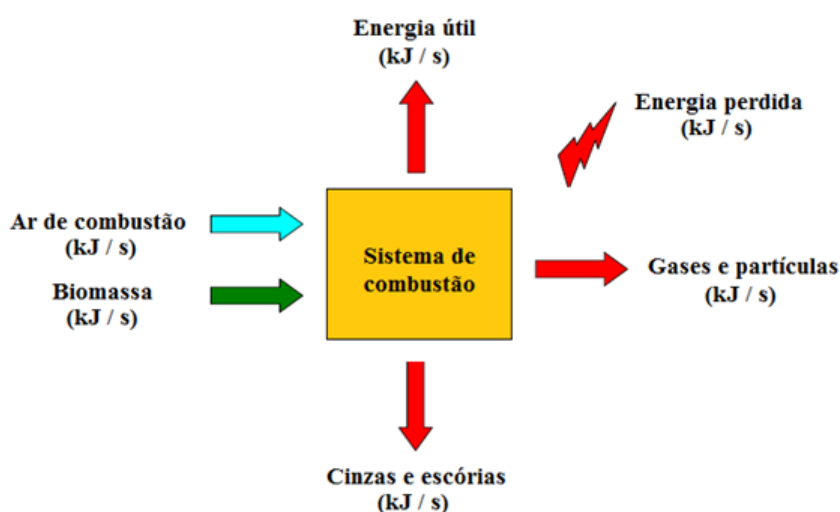 Energia útil
(kJ / s)
Energia perdida
(kJ / s)
Ar de combustão
(kJ / s)
Biomassa
(kJ / s)
Sistema de
combustão
Gases e partículas
(kJ / s)
Cinzas e escórias
(kJ / s)